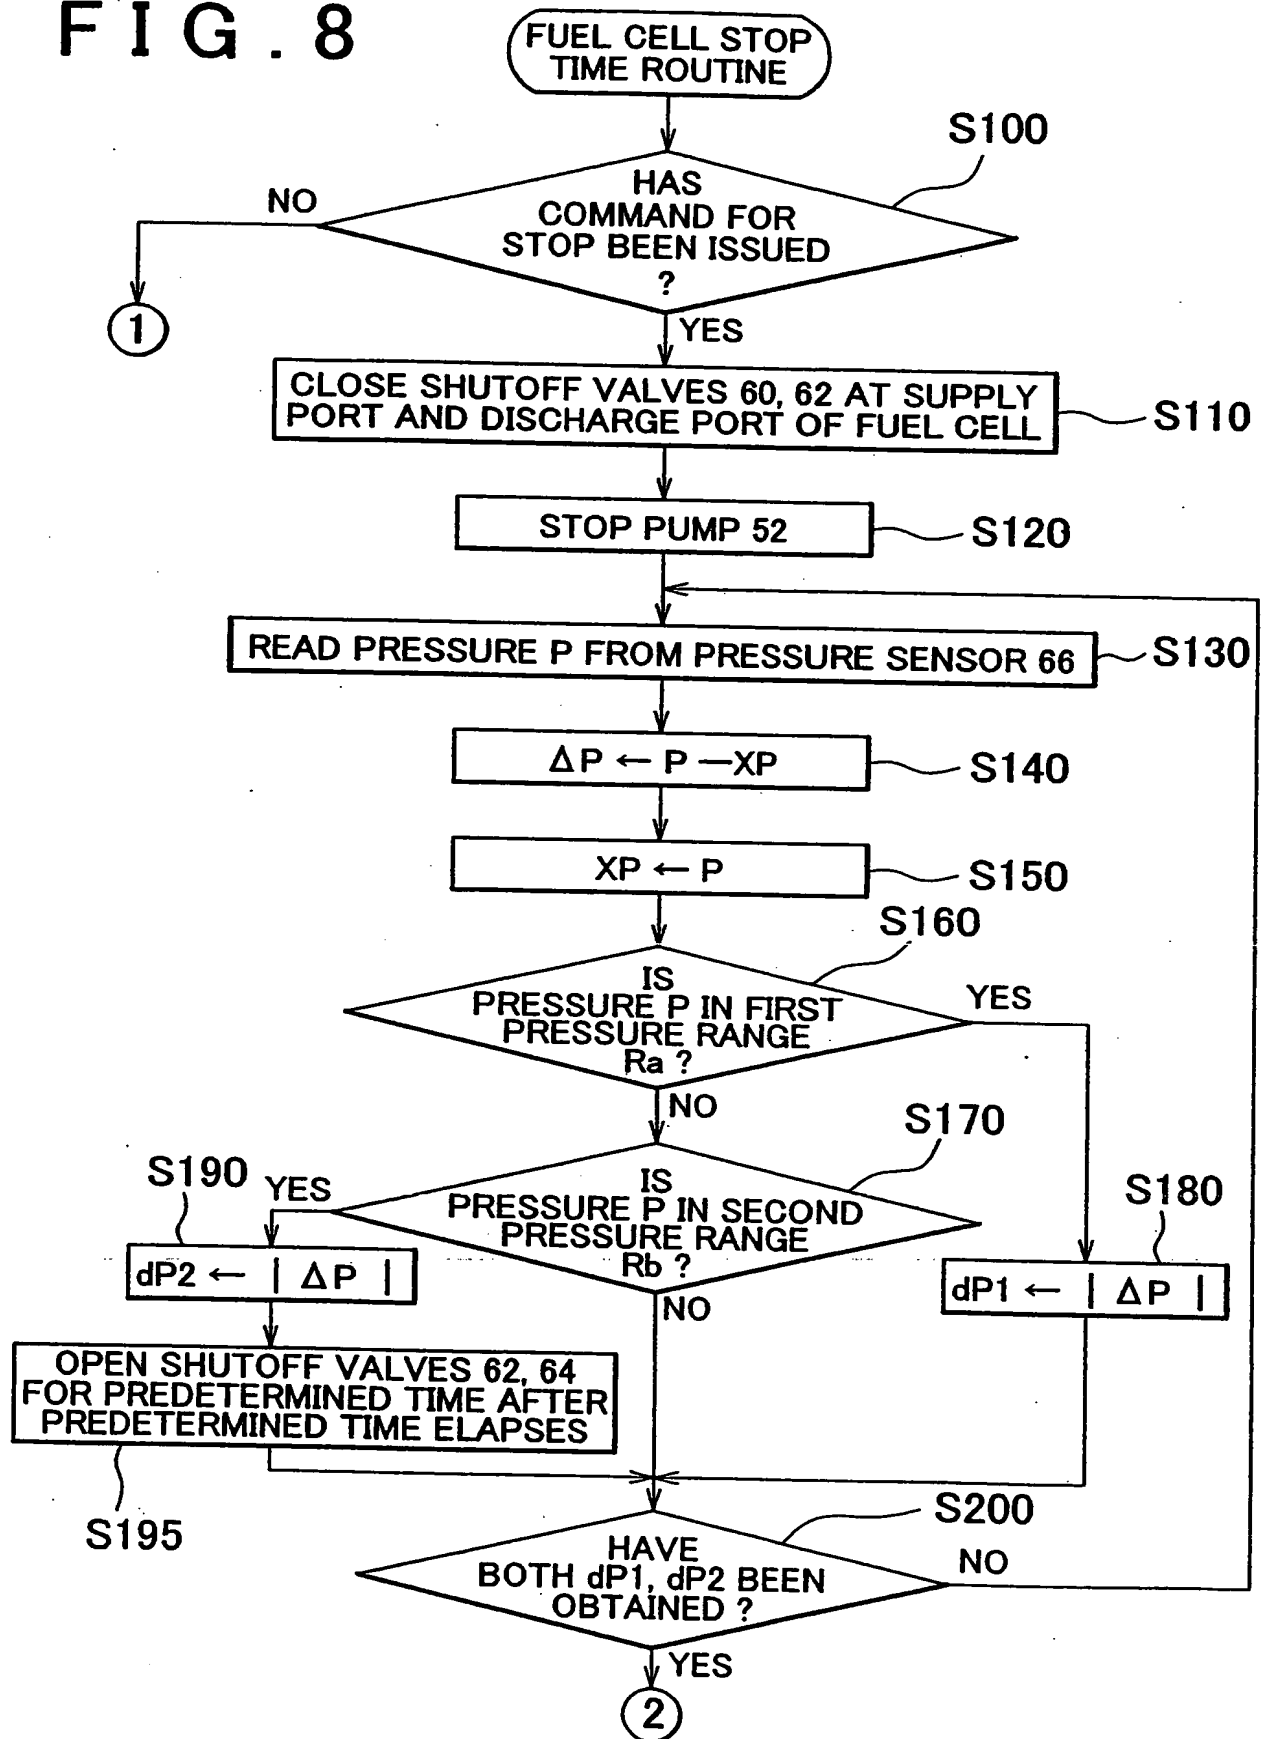 FIG. 8
FUEL CELL STOP
TIME ROUTINE
S100
HAS
COMMAND FOR
STOP BEEN ISSUED
?
NO
1
YES
CLOSE SHUTOFF VALVES 60, 62 AT SUPPLY
PORT AND DISCHARGE PORT OF FUEL CELL
S110
STOP PUMP 52
S120
READ PRESSURE P FROM PRESSURE SENSOR 66
S130
ΔP ← P —XP
S140
XP ← P
S150
S160
IS
PRESSURE P IN FIRST
PRESSURE RANGE
Ra ?
YES
NO
S170
IS
PRESSURE P IN SECOND
PRESSURE RANGE
Rb ?
YES
NO
S190
dP2 ← | ΔP |
S180
dP1 ← | ΔP |
OPEN SHUTOFF VALVES 62, 64
FOR PREDETERMINED TIME AFTER
PREDETERMINED TIME ELAPSES
S195
S200
HAVE
BOTH dP1, dP2 BEEN
OBTAINED ?
NO
YES
2